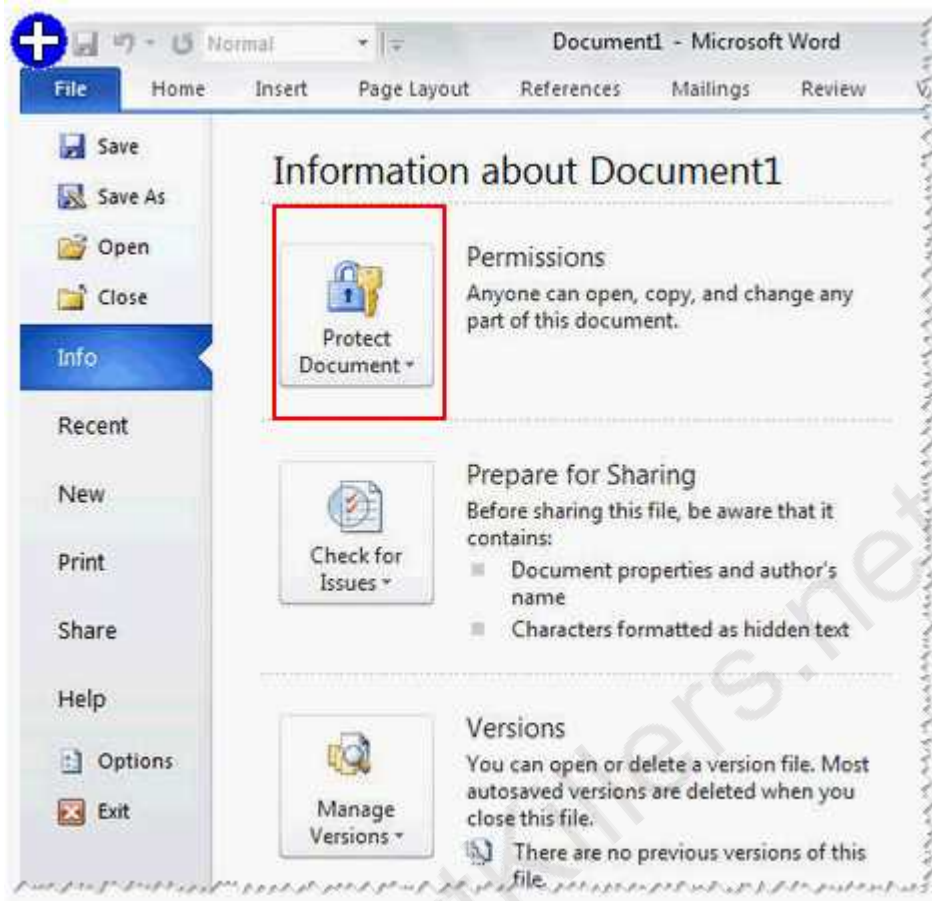 Normal
Document1 - Microsoft Word
File Home Insert Page Layout References Mailings Review
Save
Save As
Open
Close
Info
Recent
New
Print
Share
Help
Options
Exit
Information about Document1
Protect
Document
Permissions
Anyone can open, copy, and change any
part of this document.
Check for
Issues
Prepare for Sharing
Before sharing this file, be aware that it
contains:
Document properties and author's
name
Characters formatted as hidden text
Manage
Versions
Versions
You can open or delete a version file. Most
autosaved versions are deleted when you
close this file.
There are no previous versions of this
file.